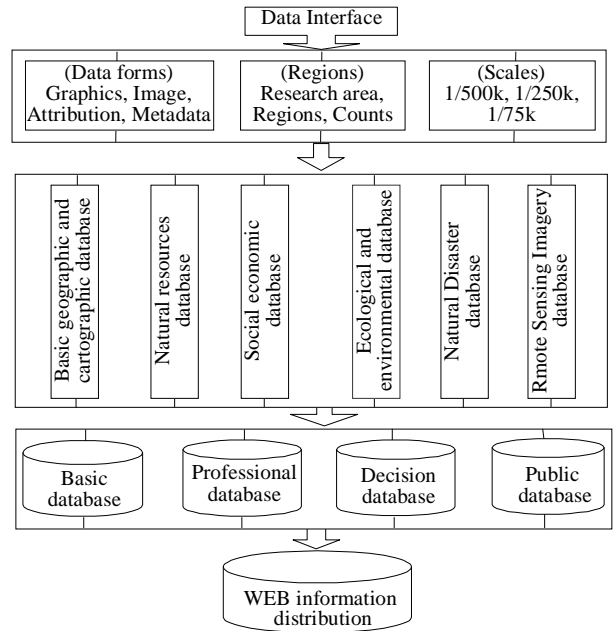 Data Interface
(Data forms)
Graphics, Image,
Attribution, Metadata
(Regions)
Research area,
Regions, Counts
(Scales)
1/500k, 1/250k,
1/75k
Basic geographic and
cartographic database
Natural resources
database
Social economic
database
Ecological and
environmental database
Natural Disaster
database
Rmote Sensing Imagery
database
Basic
database
Professional
database
Decision
database
Public
database
WEB information
distribution